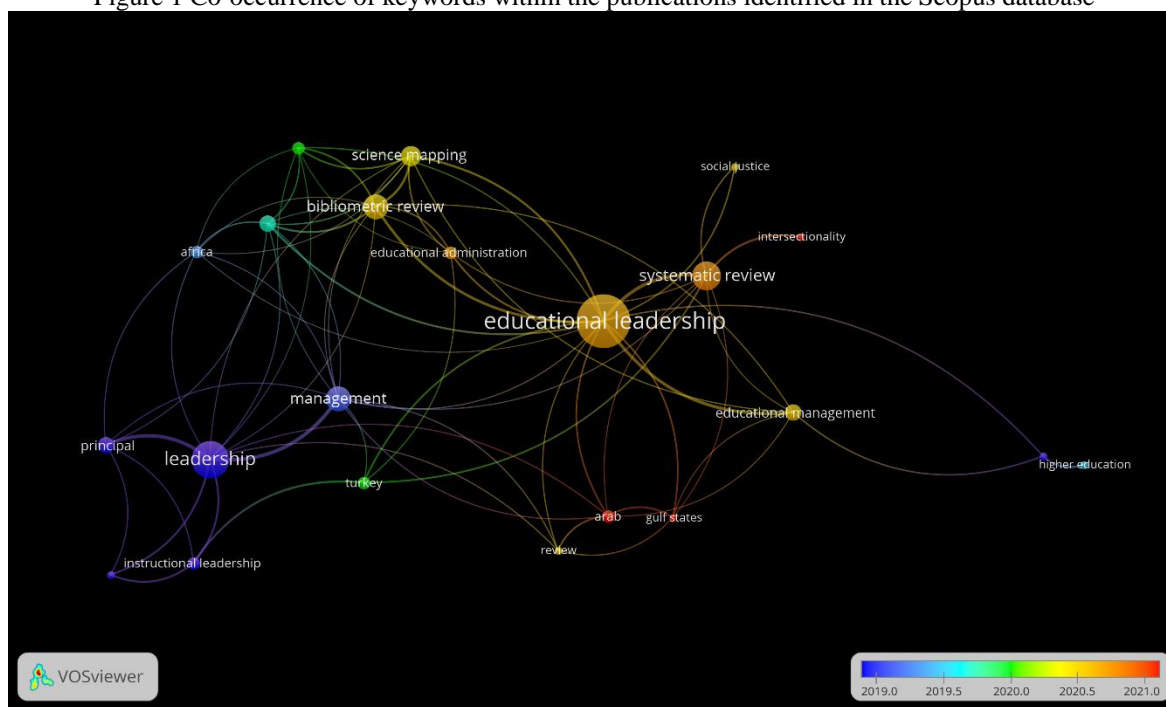 Figure 1 Co-occurrence of keywords within the publications identified in the Scopus database
science mapping
social justice
bibliometric review
intersectionality
africa
educational administration
systematic review
educational leadership
management
educational management
principal
leadership
higher education
turkey
arab
gulf states
review
instructional leadership
VOSviewer
2019.0 2019.5 2020.0 2020.5 2021.0